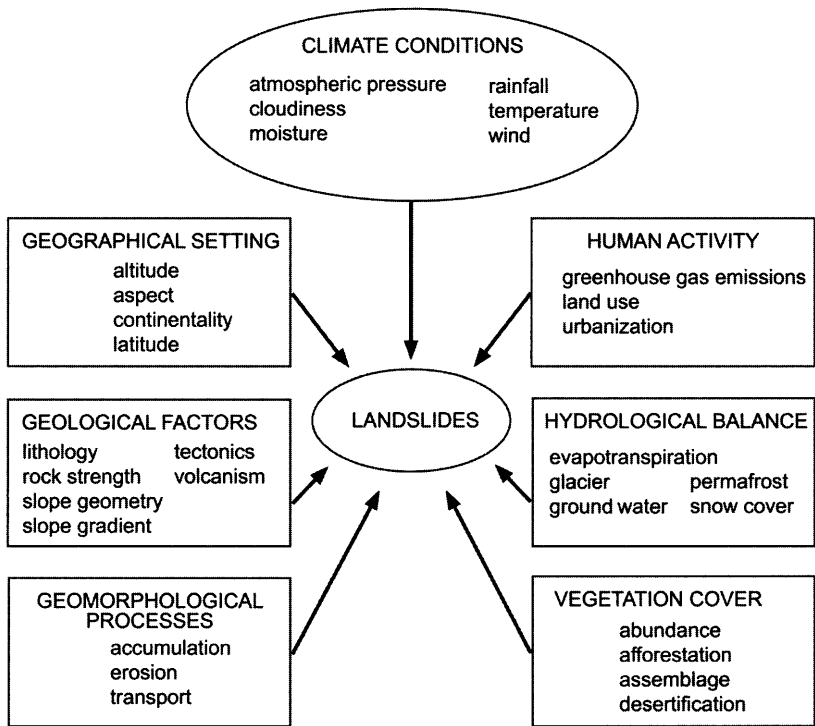 CLIMATE CONDITIONS
atmospheric pressure rainfall
cloudiness temperature
moisture wind
GEOGRAPHICAL SETTING
altitude
aspect
continentality
latitude
HUMAN ACTIVITY
greenhouse gas emissions
land use
urbanization
LANDSLIDES
GEOLOGICAL FACTORS
lithology tectonics
rock strength volcanism
slope geometry
slope gradient
HYDROLOGICAL BALANCE
evapotranspiration
glacier permafrost
ground water snow cover
GEOMORPHOLOGICAL
PROCESSES
accumulation
erosion
transport
VEGETATION COVER
abundance
afforestation
assemblage
desertification